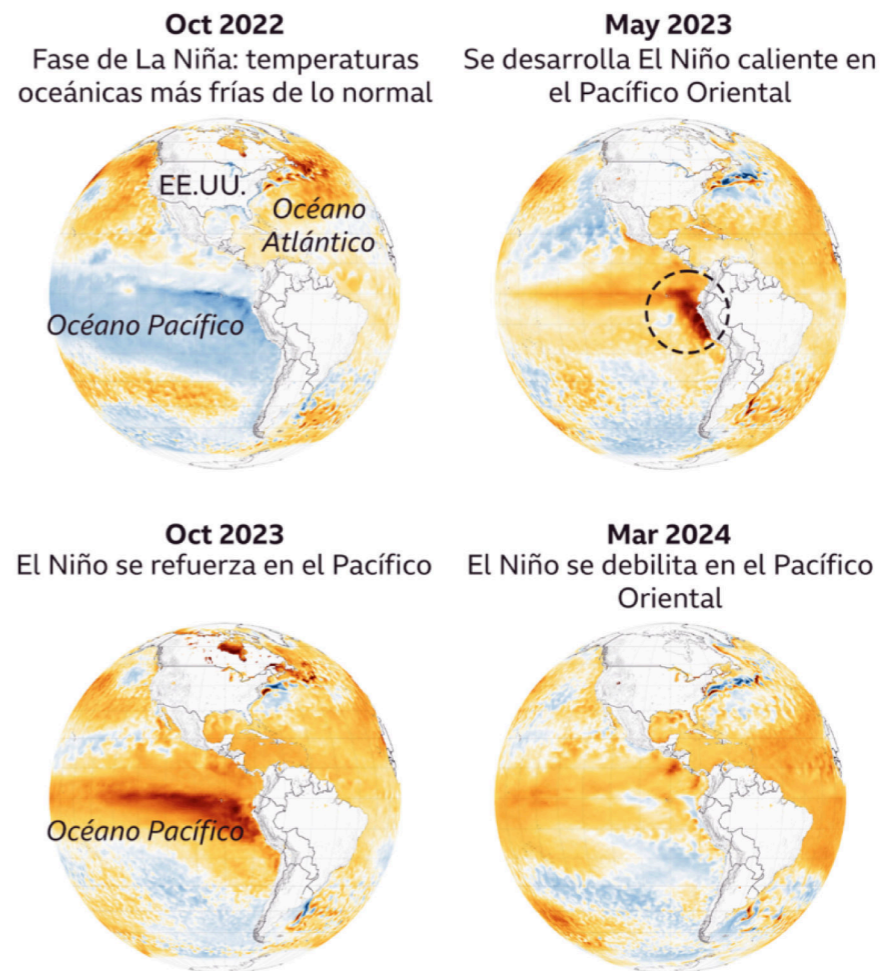 Oct 2022
Fase de La Niña: temperaturas
oceánicas más frías de lo normal
EE.UU.
Océano
Atlántico
Océano Pacífico
May 2023
Se desarrolla El Niño caliente en
el Pacífico Oriental
Oct 2023
El Niño se refuerza en el Pacífico
Océano Pacífico
Mar 2024
El Niño se debilita en el Pacífico
Oriental